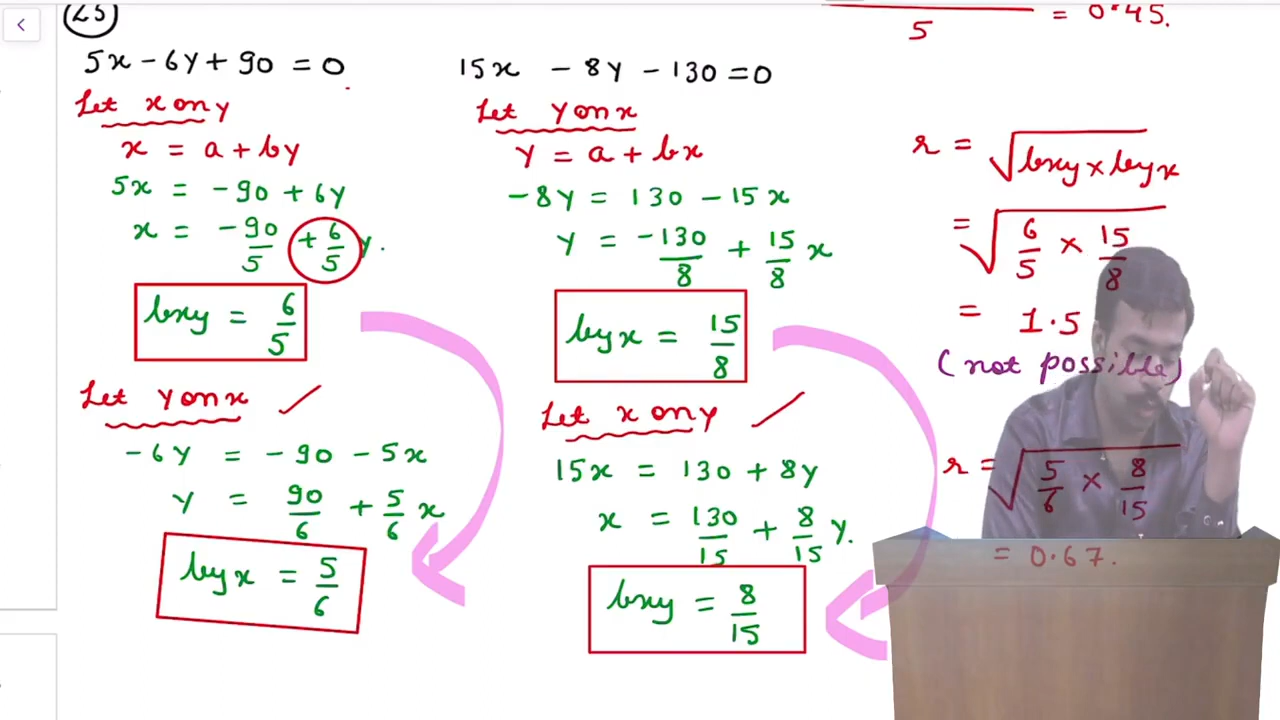 25
5x - 6y + 90 = 0
Let x on y
x = a + by
5x = -90 + 6y
x = -90/5 + 6/5 y.
bxy = 6/5
Let y on x ✓
-6y = -90 - 5x
y = 90/6 + 5/6 x
byx = 5/6
15x - 8y - 130 = 0
Let y on x
y = a + bx
-8y = 130 - 15x
y = -130/8 + 15/8 x
byx = 15/8
Let x on y ✓
15x = 130 + 8y
x = 130/15 + 8/15 y.
bxy = 8/15
5 = 0.45.
r = √bxy × byx
= √6/5 × 15/8
= 1.5
(not possible)
r = √5/6 × 8/15
= 0.67.